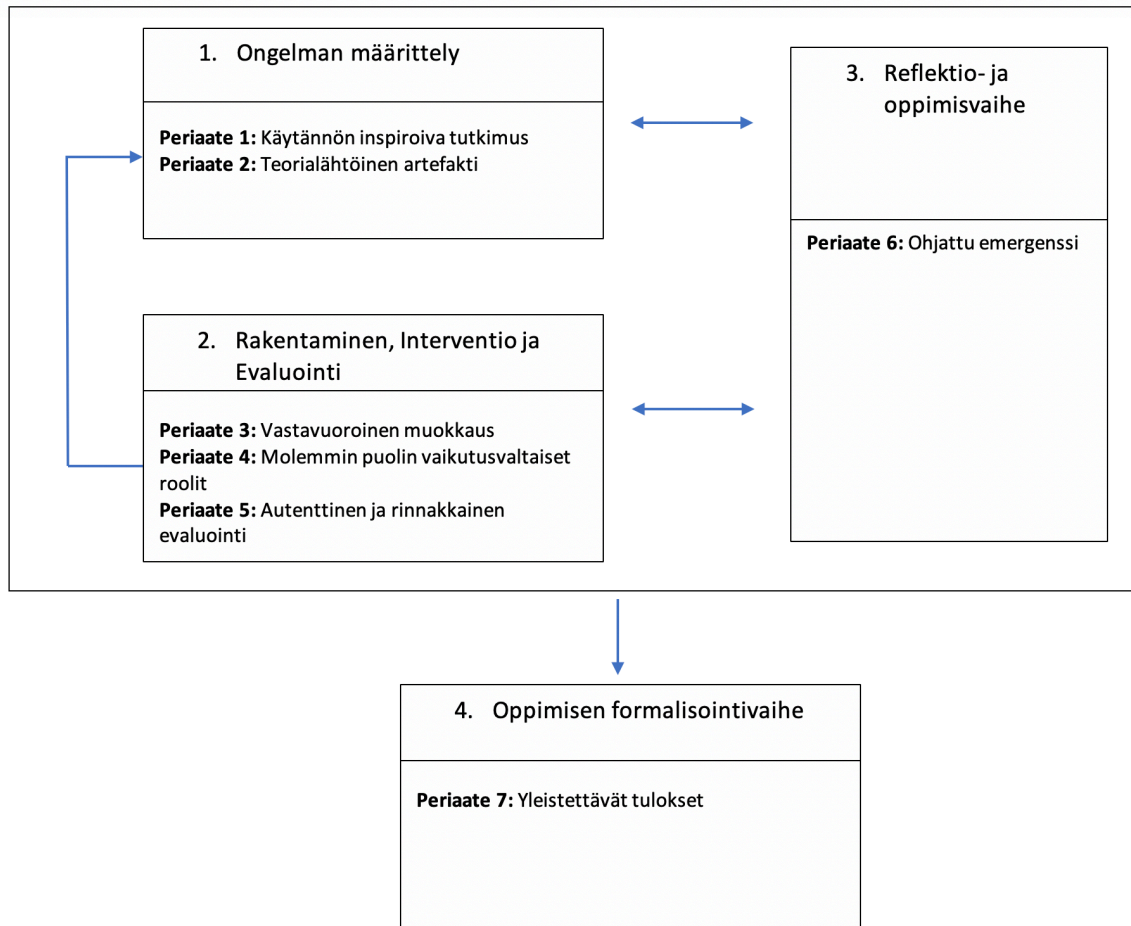 1. Ongelman määrittely
Periaate 1: Käytännön inspiroiva tutkimus
Periaate 2: Teorialähtöinen artefakti
2. Rakentaminen, Interventio ja
Evaluointi
Periaate 3: Vastavuoroinen muokkaus
Periaate 4: Molemmin puolin vaikutusvaltaiset
roolit
Periaate 5: Autenttinen ja rinnakkainen
evaluointi
3. Reflektio- ja
oppimisvaihe
Periaate 6: Ohjattu emergenssi
4. Oppimisen formalisointivaihe
Periaate 7: Yleistettävät tulokset